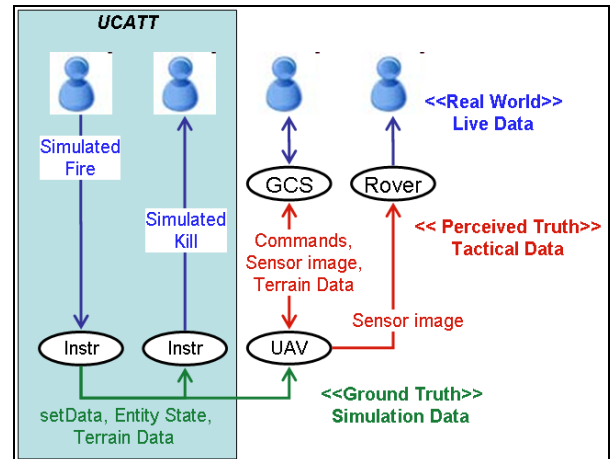 UCATT
<<Real World>>
Live Data
Simulated
Fire
Simulated
Kill
GCS
Rover
<< Perceived Truth>>
Tactical Data
Commands,
Sensor image,
Terrain Data
Sensor image
Instr
Instr
UAV
<<Ground Truth>>
Simulation Data
setData, Entity State,
Terrain Data